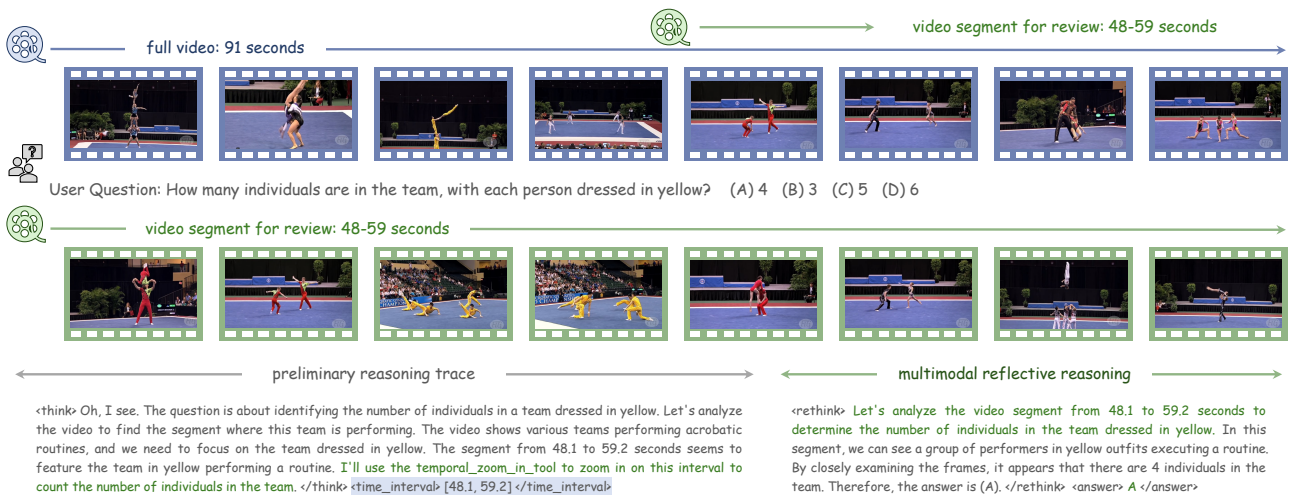 video segment for review: 48-59 seconds
full video: 91 seconds
User Question: How many individuals are in the team, with each person dressed in yellow? (A) 4 (B) 3 (C) 5 (D) 6
video segment for review: 48-59 seconds
preliminary reasoning trace
<think> Oh, I see. The question is about identifying the number of individuals in a team dressed in yellow. Let's analyze
the video to find the segment where this team is performing. The video shows various teams performing acrobatic
routines, and we need to focus on the team dressed in yellow. The segment from 48.1 to 59.2 seconds seems to
feature the team in yellow performing a routine. I'll use the temporal_zoom_in_tool to zoom in on this interval to
count the number of individuals in the team. </think> <time_interval> [48.1, 59.2] </time_interval>
multimodal reflective reasoning
<rethink> Let's analyze the video segment from 48.1 to 59.2 seconds to
determine the number of individuals in the team dressed in yellow. In this
segment, we can see a group of performers in yellow outfits executing a routine.
By closely examining the frames, it appears that there are 4 individuals in the
team. Therefore, the answer is (A). </rethink> <answer> A </answer>